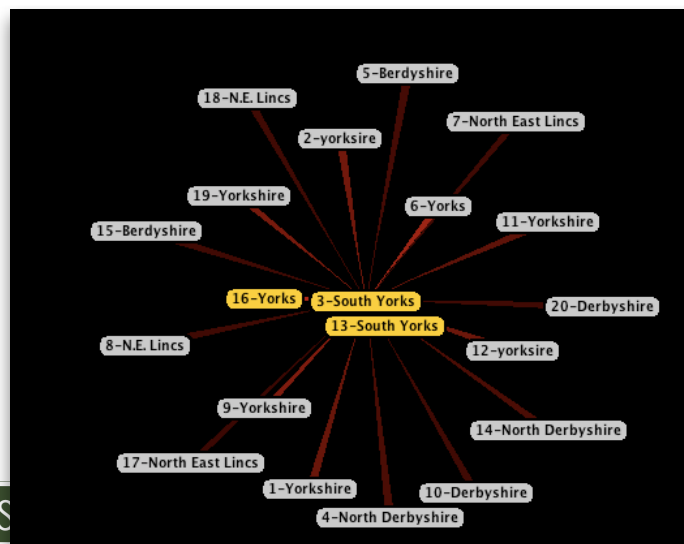 5-Berdyshire
18-N.E. Lincs
7-North East Lincs
2-yorksire
19-Yorkshire
6-Yorks
11-Yorkshire
15-Berdyshire
16-Yorks
3-South Yorks
20-Derbyshire
13-South Yorks
8-N.E. Lincs
12-yorksire
9-Yorkshire
14-North Derbyshire
17-North East Lincs
1-Yorkshire
10-Derbyshire
4-North Derbyshire
S